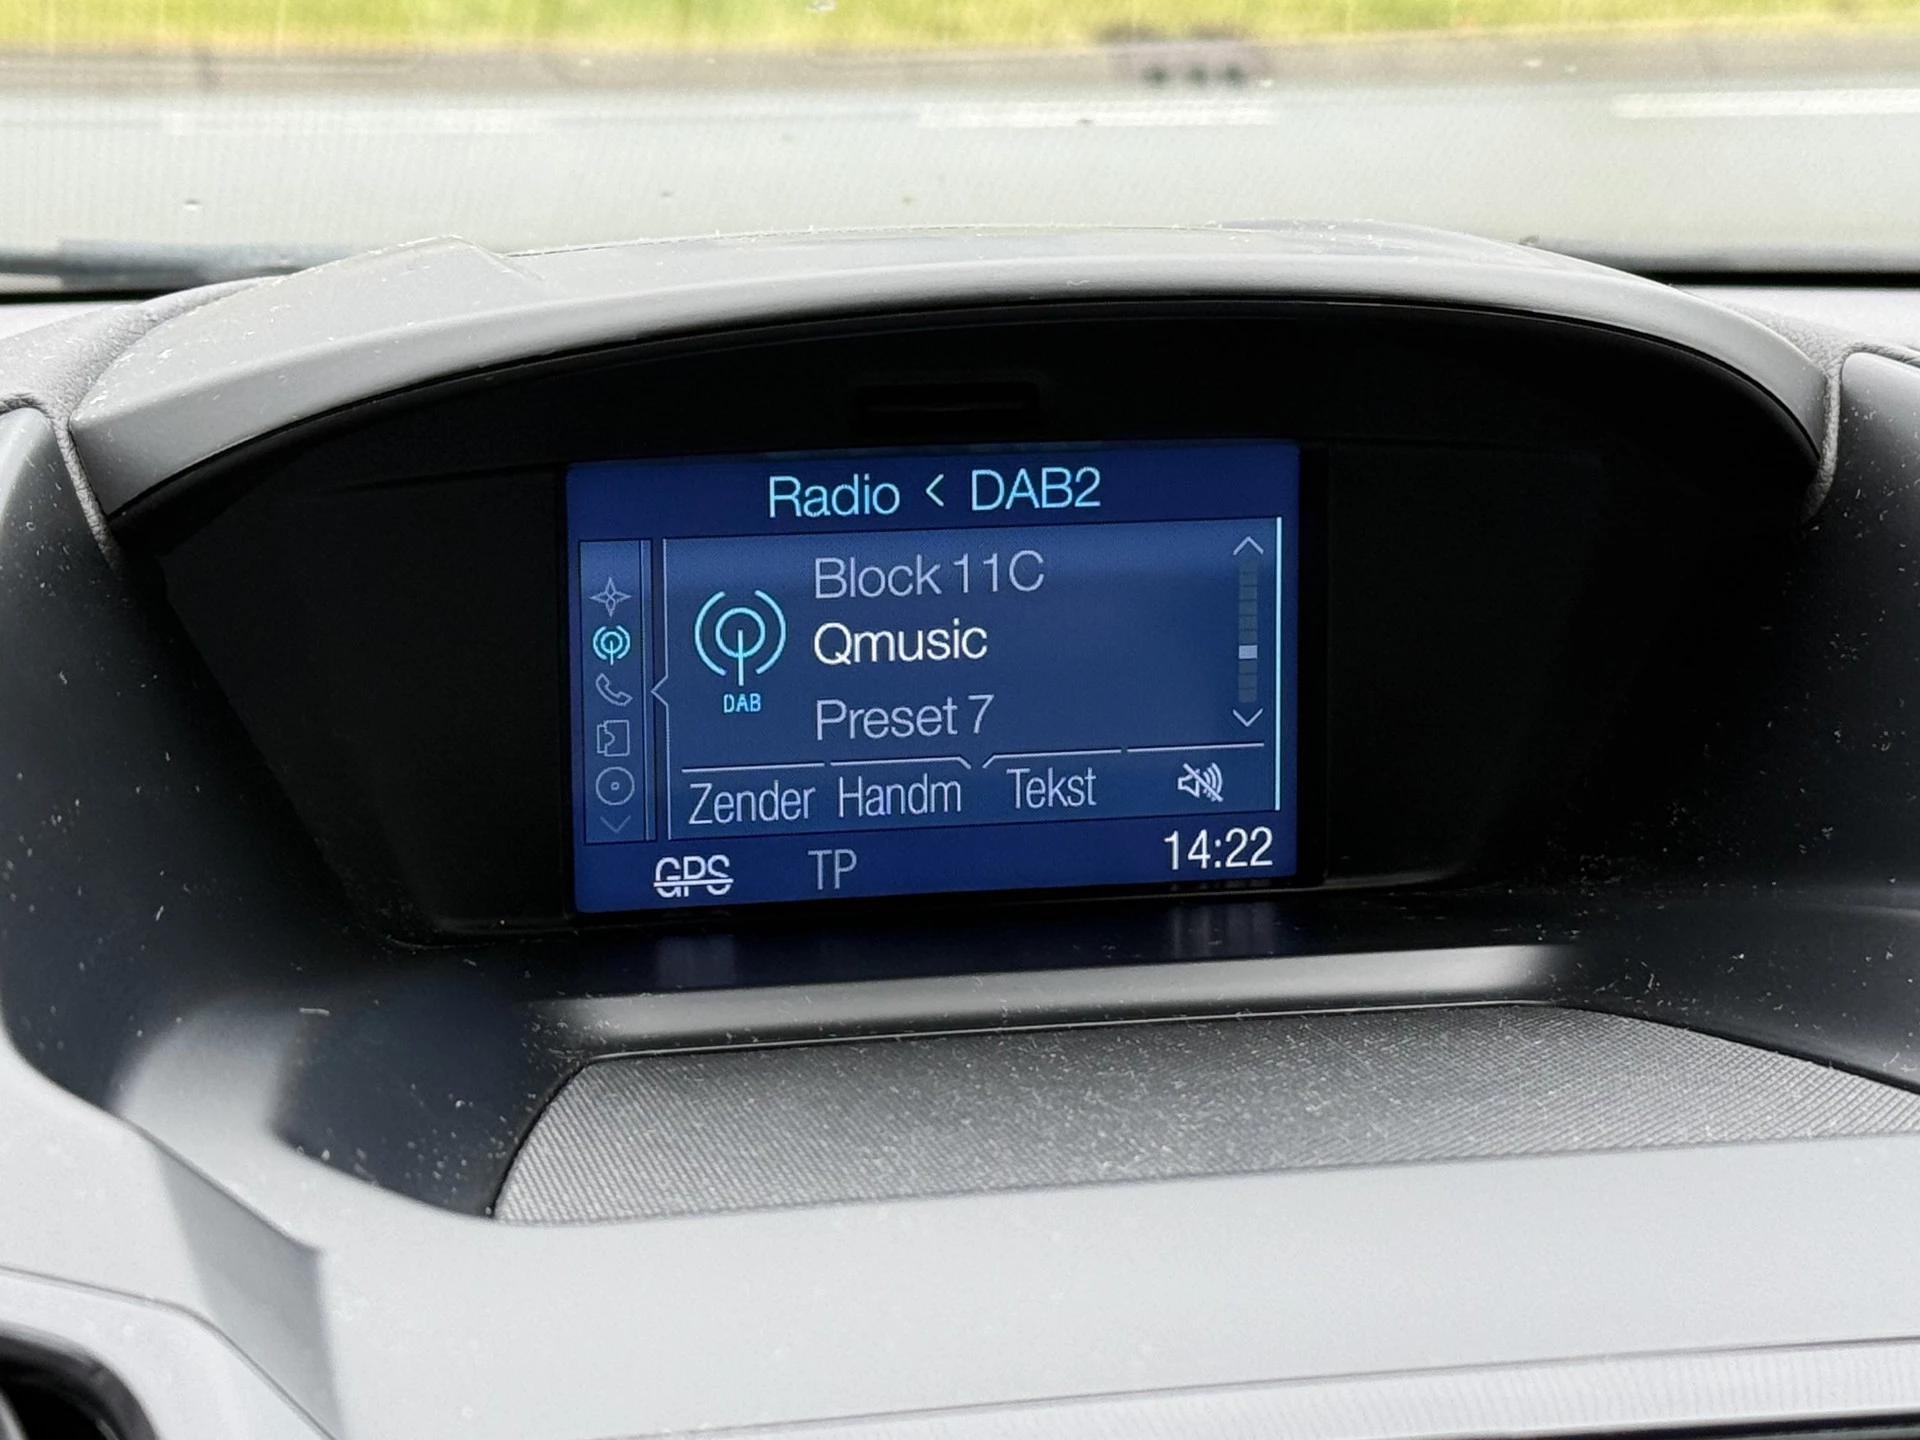 Radio < DAB2
Block 11C
Qmusic
DAB
Preset 7
Zender Handm Tekst
GPS TP 14:22